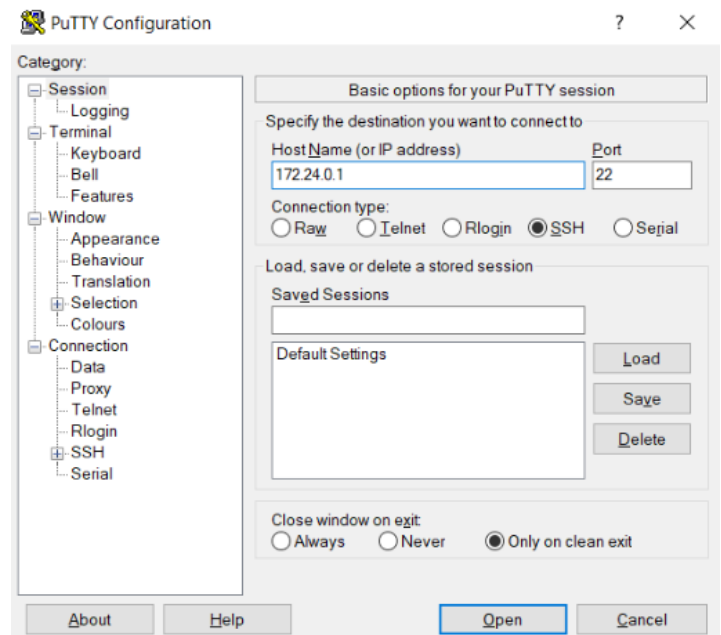 PuTTY Configuration
?
Category:
Session
Logging
Terminal
Keyboard
Bell
Features
Window
Appearance
Behaviour
Translation
Selection
Colours
Connection
Data
Proxy
Telnet
Rlogin
SSH
Serial
Basic options for your PuTTY session
Specify the destination you want to connect to
Host Name (or IP address) Port
172.24.0.1 22
Connection type:
Raw Telnet Rlogin SSH Serial
Load, save or delete a stored session
Saved Sessions
Default Settings
Load
Save
Delete
Close window on exit:
Always Never Only on clean exit
About Help Open Cancel